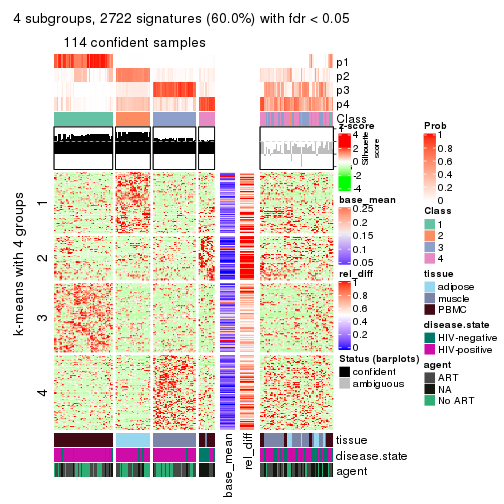 4 subgroups, 2722 signatures (60.0%) with fdr < 0.05
114 confident samples
p1
p2
p3
p4
Class
z-score
4
2
0
-2
-4
Silhouette
score
k-means with 4 groups
1
2
3
4
base_mean
0.25
0.2
0.15
0.1
0.05
rel_diff
1
0.8
0.6
0.4
0.2
0
Status (barplots)
confident
ambiguous
Prob
1
0.8
0.6
0.4
0.2
0
Class
1
2
3
4
tissue
adipose
muscle
PBMC
disease.state
HIV-negative
HIV-positive
agent
ART
NA
No ART
tissue
disease.state
agent
base_mean
rel_diff